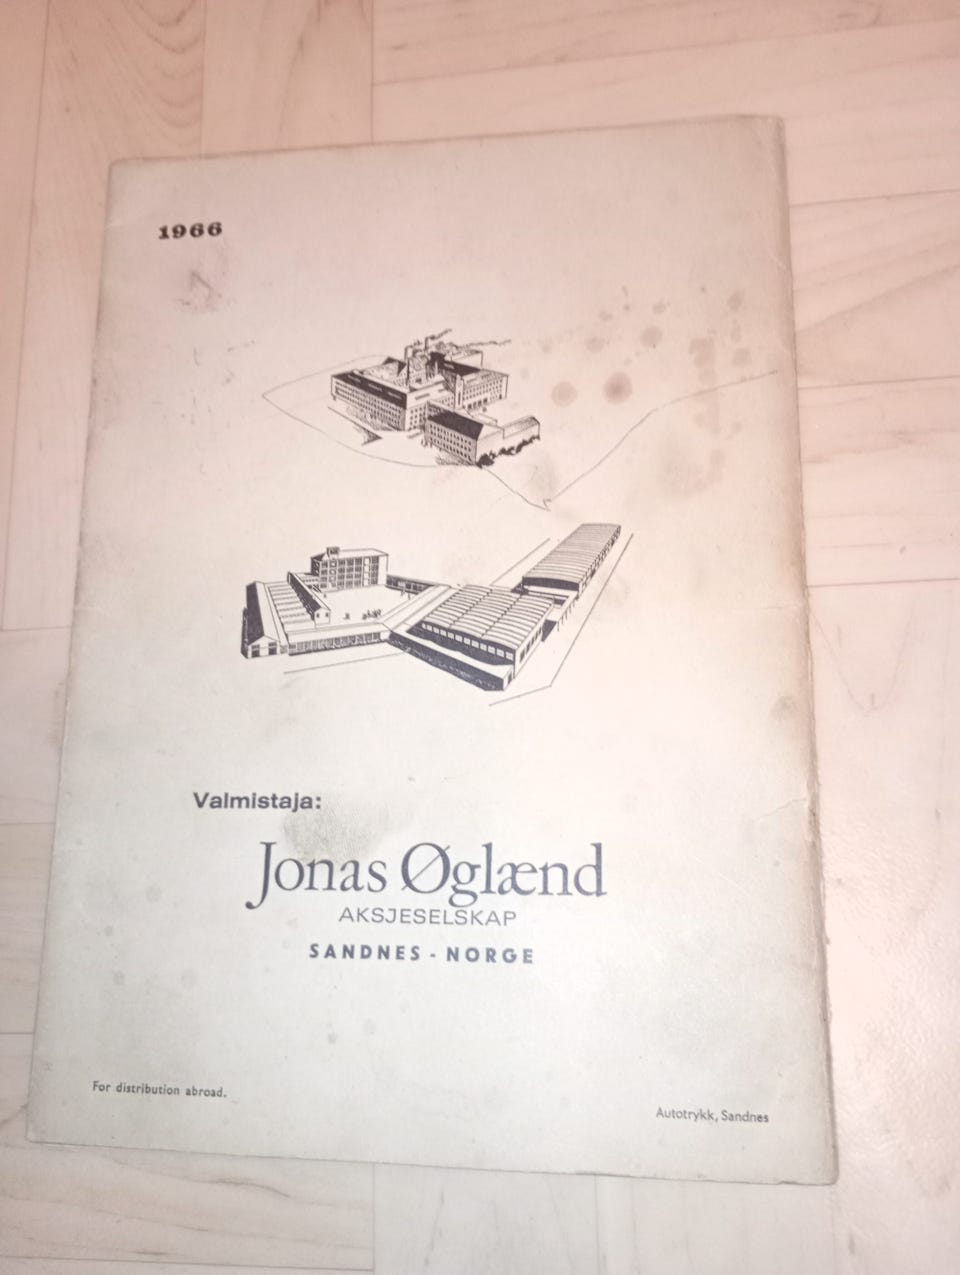 1966
Valmistaja:
Jonas Øglænd
AKSJESELSKAP
SANDNES - NORGE
For distribution abroad.
Autotrykk, Sandnes